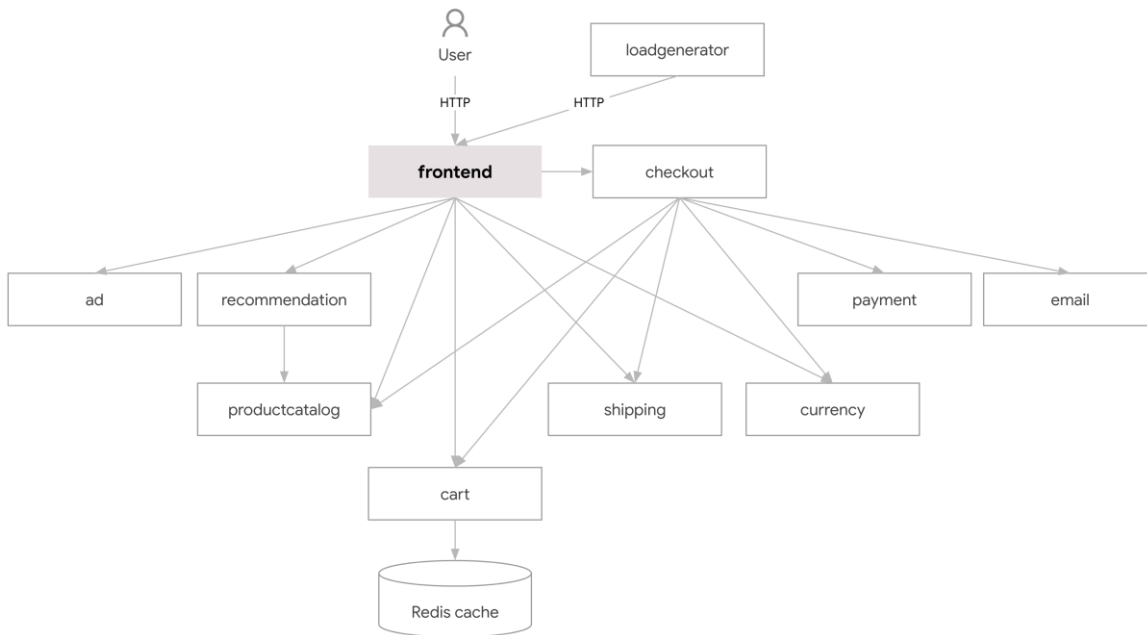 User
loadgenerator
HTTP
HTTP
frontend
checkout
ad
recommendation
payment
email
productcatalog
shipping
currency
cart
Redis cache